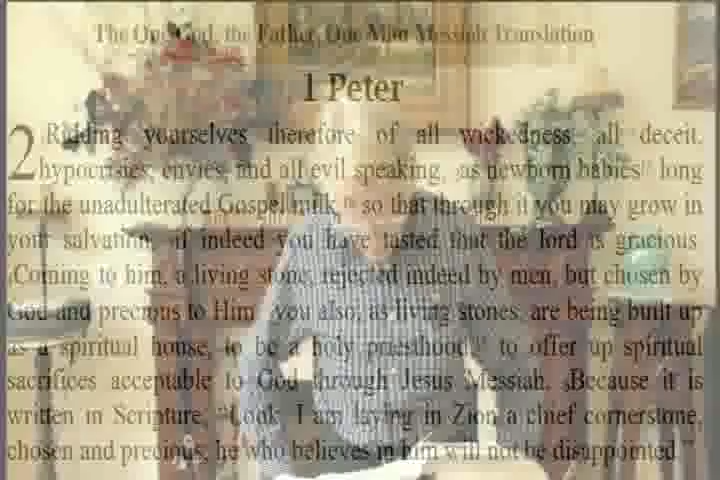 The One God, the Father, One Man Messiah Translation
1 Peter
2 Ridding yourselves therefore of all wickedness, all deceit,
hypocrisies, envies, and all evil speaking, as newborn babies long
for the unadulterated Gospel milk so that through it you may grow in
your salvation, if indeed you have tasted that the lord is gracious.
Coming to him, a living stone, rejected indeed by men, but chosen by
God and precious to Him, you also, as living stones, are being built up
as a spiritual house, to be a holy priesthood to offer up spiritual
sacrifices acceptable to God through Jesus Messiah. Because it is
written in Scripture, “Look, I am laying in Zion a chief cornerstone,
chosen and precious; he who believes in him will not be disappointed.”